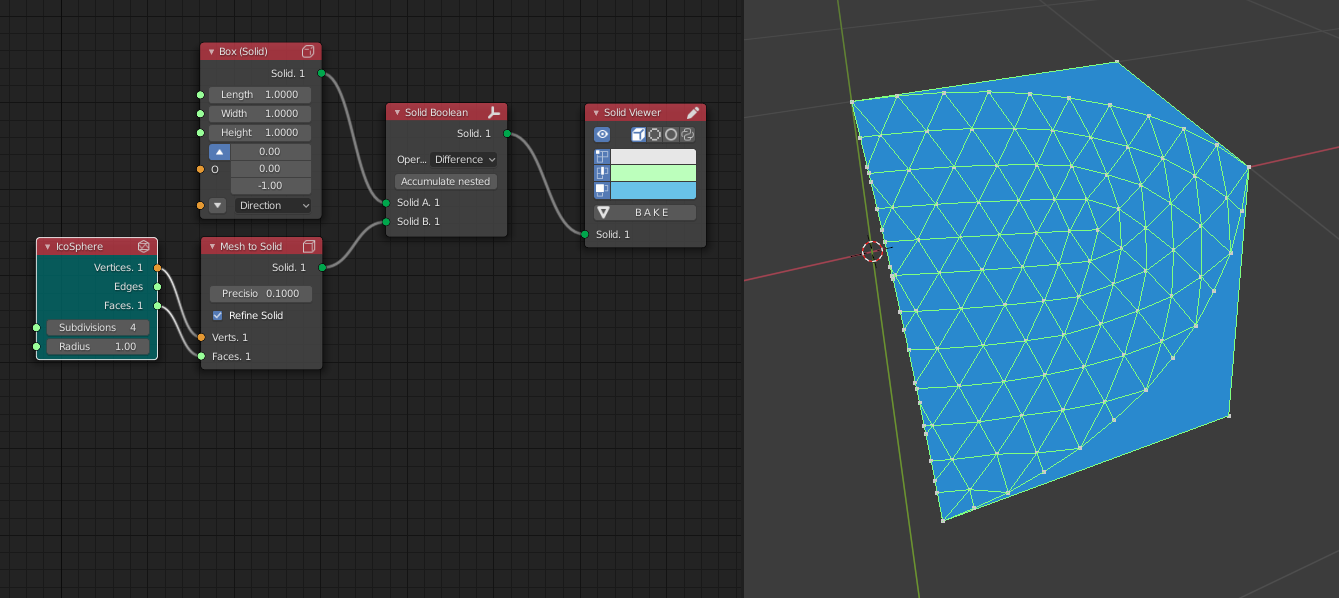 Box (Solid)
Solid. 1
Length 1.0000
Width 1.0000
Height 1.0000
0.00
O 0.00
-1.00
Direction
IcoSphere
Vertices. 1
Edges
Faces. 1
Subdivisions 4
Radius 1.00
Mesh to Solid
Solid. 1
Precisio 0.1000
Refine Solid
Verts. 1
Faces. 1
Solid Boolean
Solid. 1
Oper... Difference
Accumulate nested
Solid A. 1
Solid B. 1
Solid Viewer
B A K E
Solid. 1